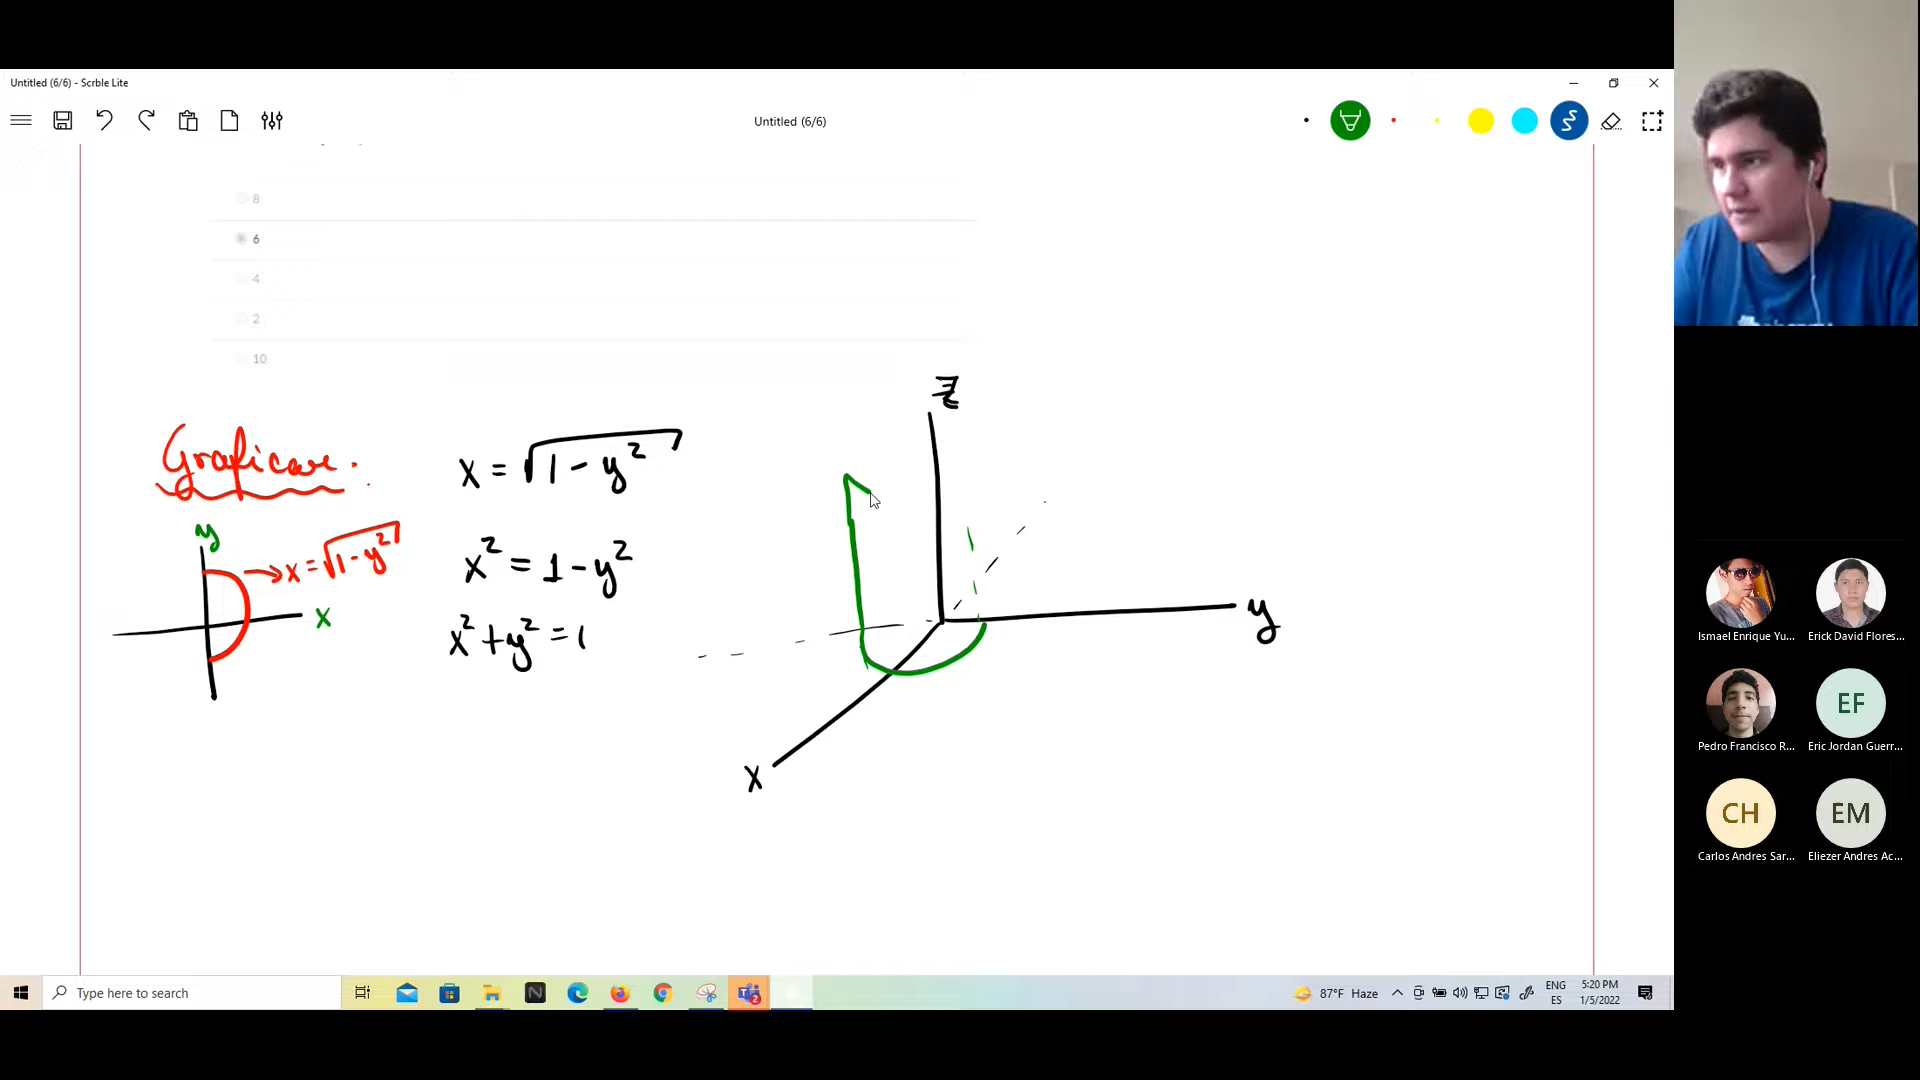 Untitled (6/6) - Scrble Lite
Untitled (6/6)
8
6
4
2
10
Graficar.
x = √1 - y²
y
→ x = √1 - y²
x
x² = 1 - y²
x² + y² = 1
Z
y
x
Ismael Enrique Yu...
Erick David Flores...
EF
Pedro Francisco R...
Eric Jordan Guerr...
CH
EM
Carlos Andres Sar...
Eliezer Andres Ac...
Type here to search
N
2
87°F Haze
ENG
ES
5:20 PM
1/5/2022